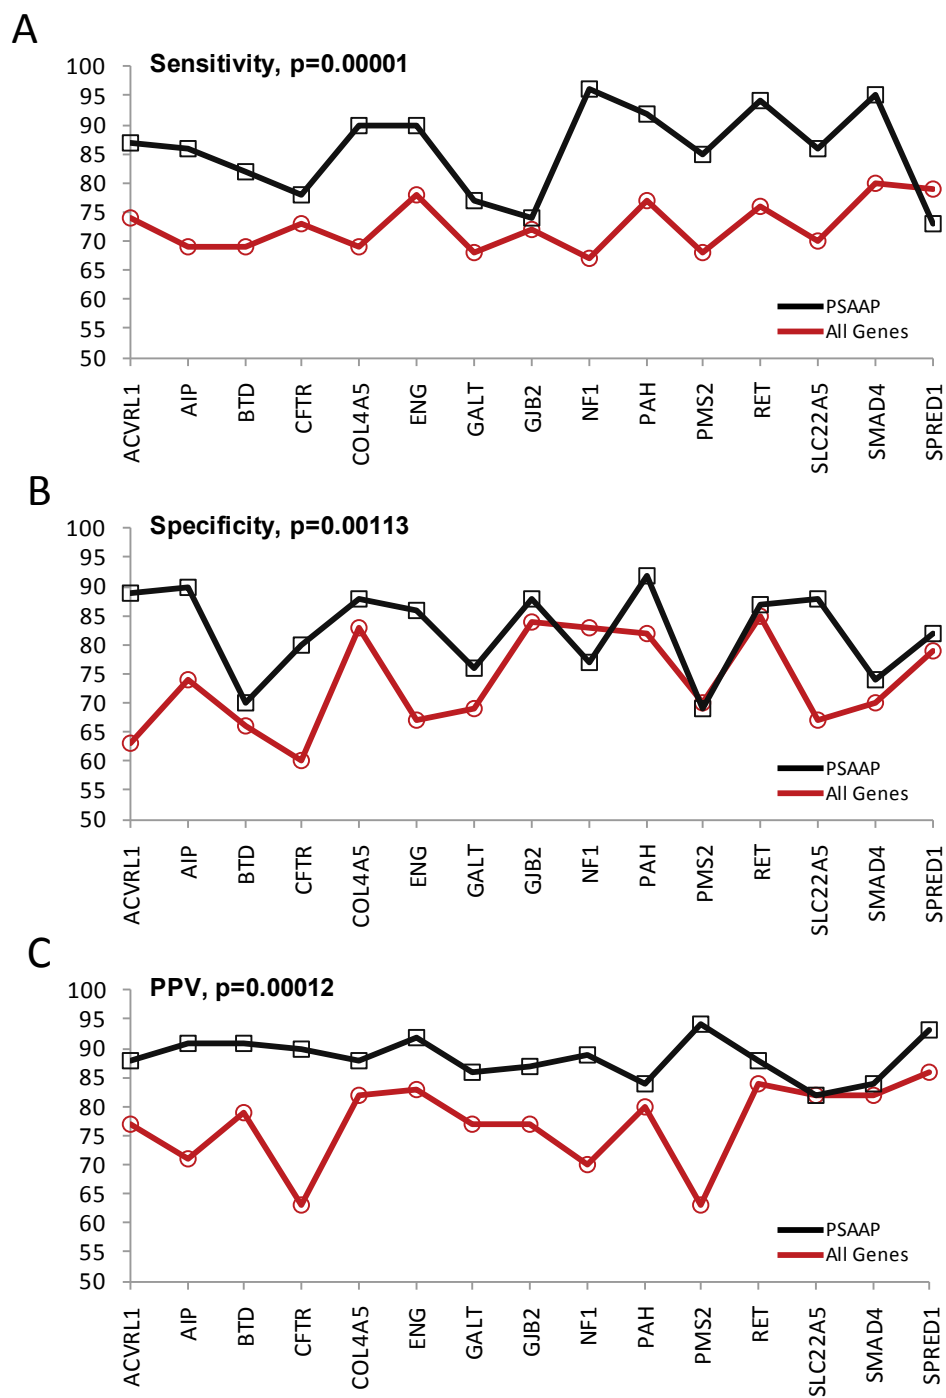 A
Sensitivity, p=0.00001
100
95
90
85
80
75
70
65
60
55
50
PSAAP
All Genes
ACVRL1
AIP
BTD
CFTR
COL4A5
ENG
GALT
GJB2
NF1
PAH
PMS2
RET
SLC22A5
SMAD4
SPRED1
B
Specificity, p=0.00113
100
95
90
85
80
75
70
65
60
55
50
PSAAP
All Genes
ACVRL1
AIP
BTD
CFTR
COL4A5
ENG
GALT
GJB2
NF1
PAH
PMS2
RET
SLC22A5
SMAD4
SPRED1
C
PPV, p=0.00012
100
95
90
85
80
75
70
65
60
55
50
PSAAP
All Genes
ACVRL1
AIP
BTD
CFTR
COL4A5
ENG
GALT
GJB2
NF1
PAH
PMS2
RET
SLC22A5
SMAD4
SPRED1